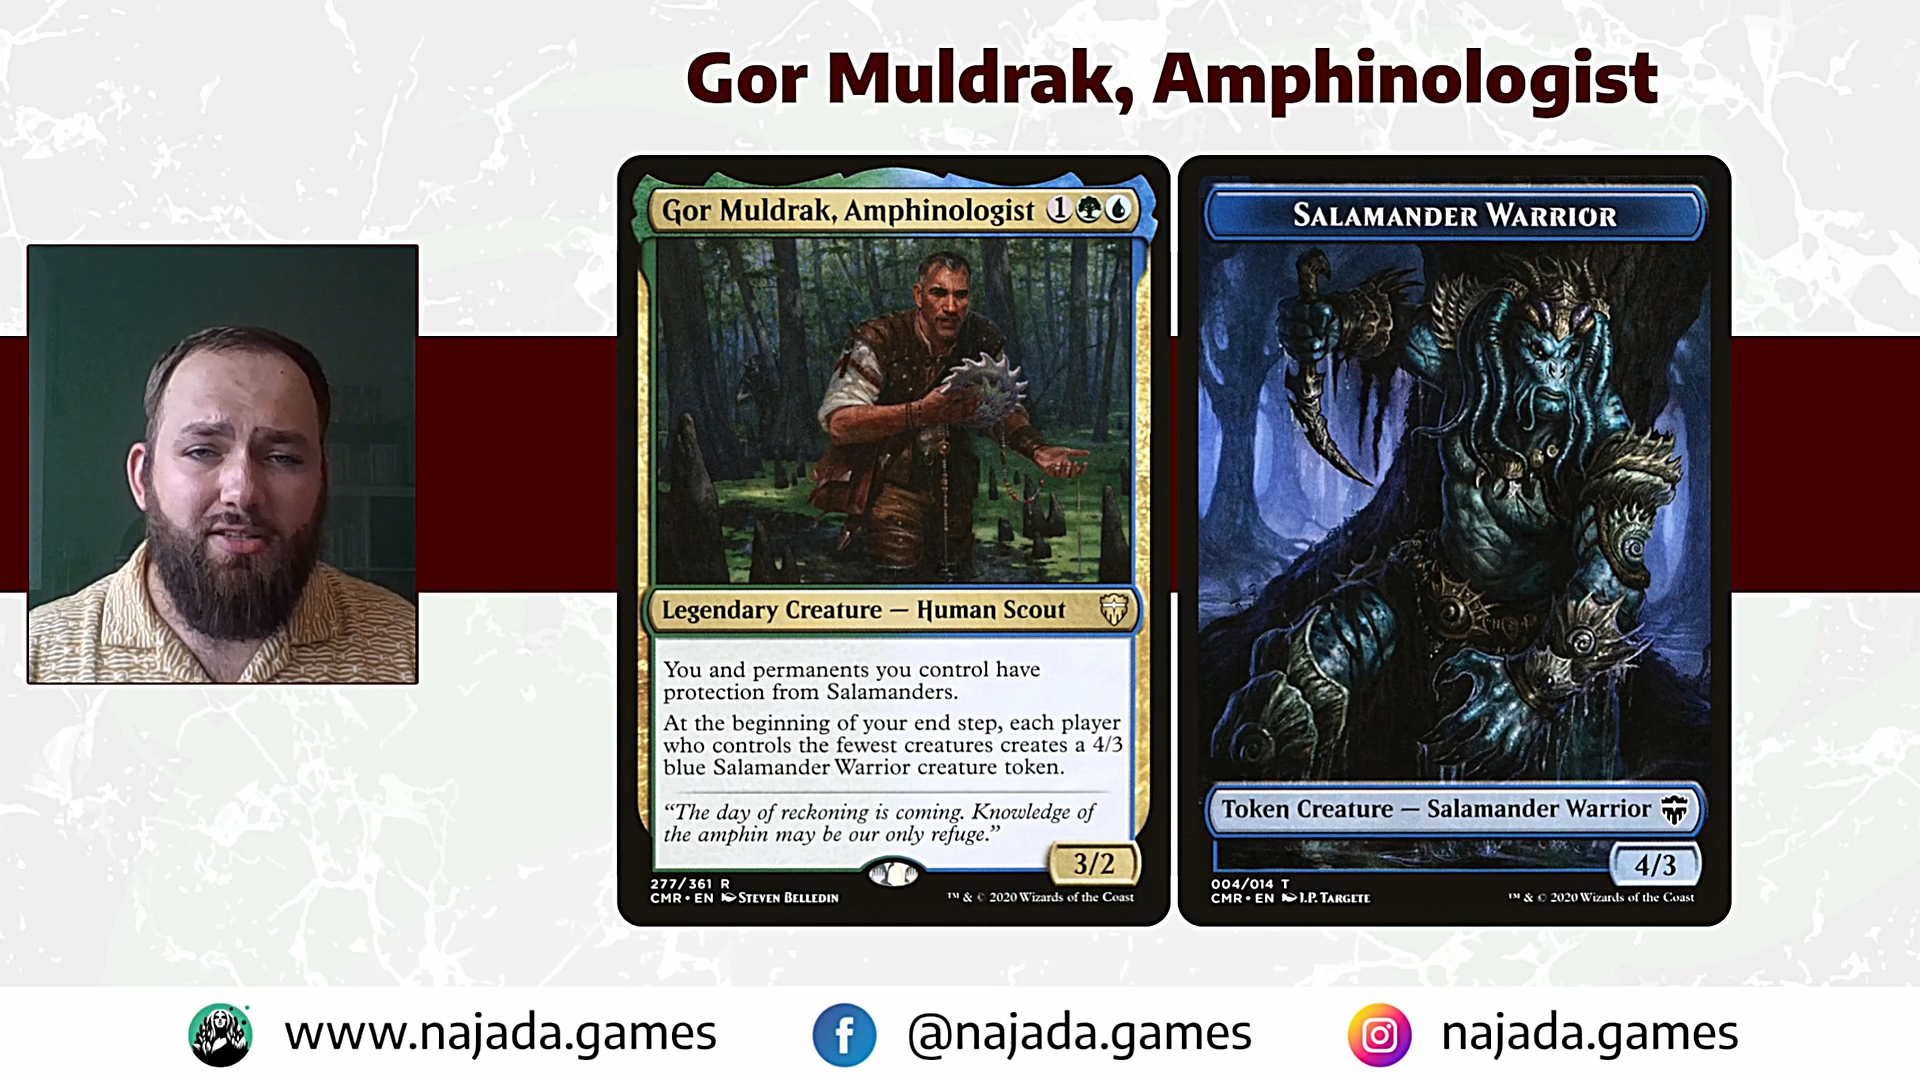 Gor Muldrak, Amphinologist
Gor Muldrak, Amphinologist 1
Legendary Creature — Human Scout
You and permanents you control have
protection from Salamanders.
At the beginning of your end step, each player
who controls the fewest creatures creates a 4/3
blue Salamander Warrior creature token.
“The day of reckoning is coming. Knowledge of
the amphin may be our only refuge.”
3/2
277/361 R
CMR • EN STEVEN BELLEDIN
™ & © 2020 Wizards of the Coast
SALAMANDER WARRIOR
Token Creature — Salamander Warrior
4/3
004/014 T
CMR • EN I.P. TARGETE
™ & © 2020 Wizards of the Coast
www.najada.games
@najada.games
najada.games